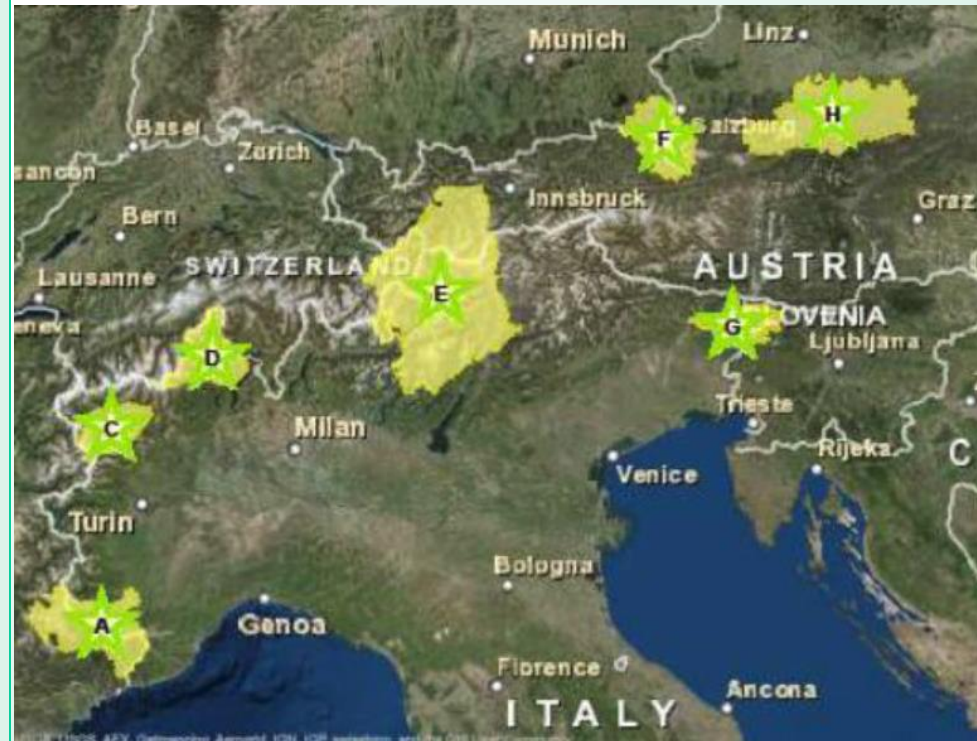 Munich
Linz
H
Basel
Salzburg
F
Zurich
sancon
Innsbruck
Graz
Bern
SWITZERLAND
AUSTRIA
Lausanne
E
eneva
G
OVENIA
Ljubljana
D
Trieste
C
Milan
Rijeka
C
Venice
Turin
Bologna
A
Genoa
Florence
ITALY
Ancona